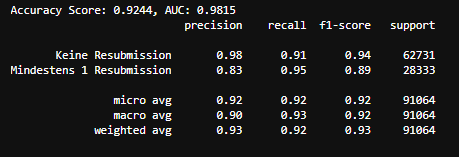 Accuracy Score: 0.9244, AUC: 0.9815
precision recall f1-score support
Keine Resubmission 0.98 0.91 0.94 62731
Mindestens 1 Resubmission 0.83 0.95 0.89 28333
micro avg 0.92 0.92 0.92 91064
macro avg 0.90 0.93 0.92 91064
weighted avg 0.93 0.92 0.93 91064